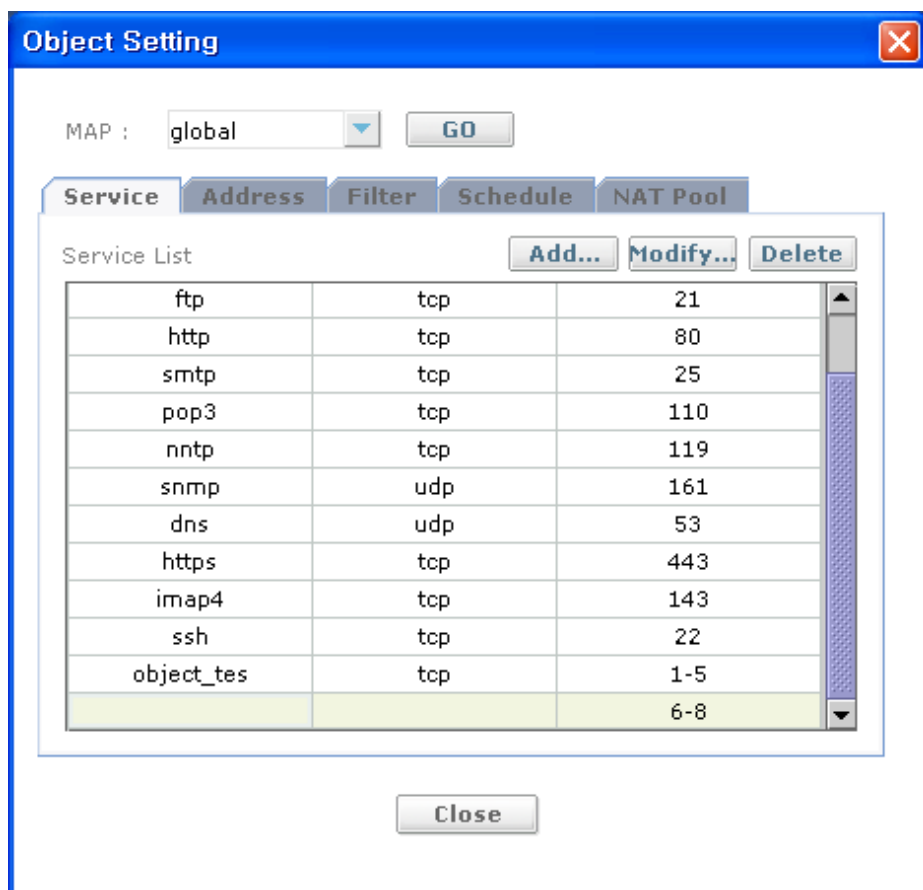 Object Setting
MAP : global GO
Service Address Filter Schedule NAT Pool
Service List Add... Modify... Delete
ftp tcp 21
http tcp 80
smtp tcp 25
pop3 tcp 110
nntp tcp 119
snmp udp 161
dns udp 53
https tcp 443
imap4 tcp 143
ssh tcp 22
object_tes tcp 1-5
6-8
Close